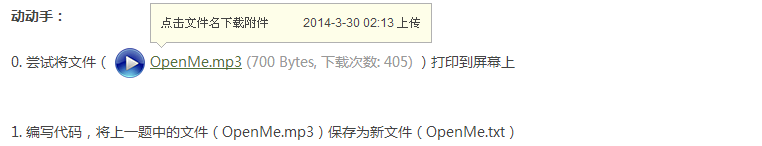 动动手：
点击文件名下载附件 2014-3-30 02:13 上传
0. 尝试将文件（ OpenMe.mp3 (700 Bytes, 下载次数: 405) ）打印到屏幕上
1. 编写代码，将上一题中的文件（OpenMe.mp3）保存为新文件（OpenMe.txt）